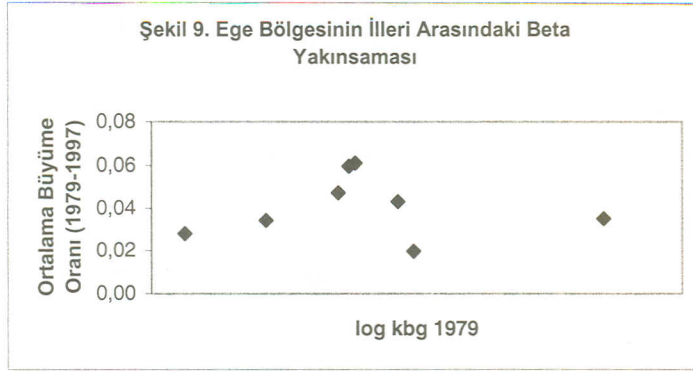 Şekil 9. Ege Bölgesinin İlleri Arasındaki Beta
Yakınsaması
Ortalama Büyüme
Oranı (1979-1997)
0,08
0,06
0,04
0,02
0,00
log kbg 1979